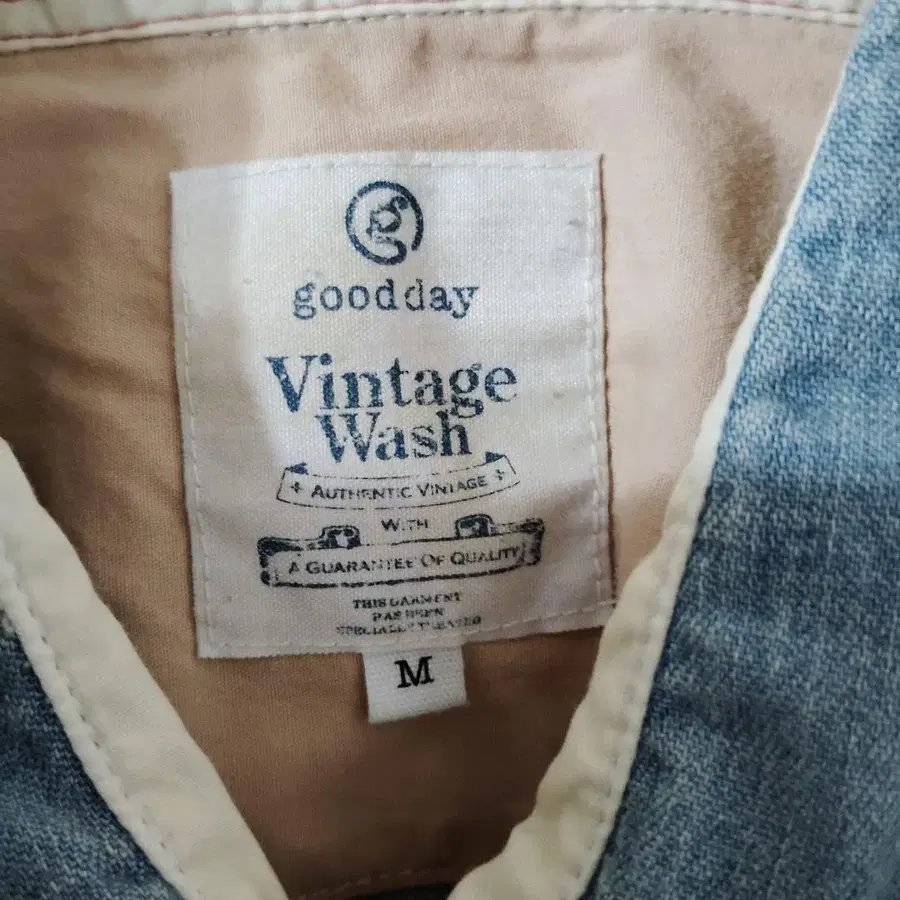 g
goodday
Vintage
Wash
+ AUTHENTIC VINTAGE +
WITH
A GUARANTEE OF QUALITY
THIS GARMENT
HAS BEEN
SPECIALLY TREATED
M